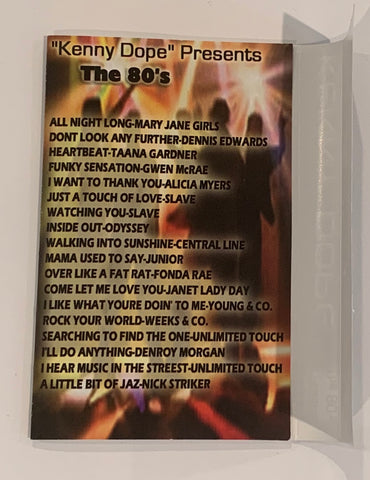 "Kenny Dope" Presents
The 80's
ALL NIGHT LONG-MARY JANE GIRLS
DONT LOOK ANY FURTHER-DENNIS EDWARDS
HEARTBEAT-TAANA GARDNER
FUNKY SENSATION-GWEN McRAE
I WANT TO THANK YOU-ALICIA MYERS
JUST A TOUCH OF LOVE-SLAVE
WATCHING YOU-SLAVE
INSIDE OUT-ODYSSEY
WALKING INTO SUNSHINE-CENTRAL LINE
MAMA USED TO SAY-JUNIOR
OVER LIKE A FAT RAT-FONDA RAE
COME LET ME LOVE YOU-JANET LADY DAY
I LIKE WHAT YOURE DOIN' TO ME-YOUNG & CO.
ROCK YOUR WORLD-WEEKS & CO.
SEARCHING TO FIND THE ONE-UNLIMITED TOUCH
I'LL DO ANYTHING-DENROY MORGAN
I HEAR MUSIC IN THE STREEST-UNLIMITED TOUCH
A LITTLE BIT OF JAZ-NICK STRIKER